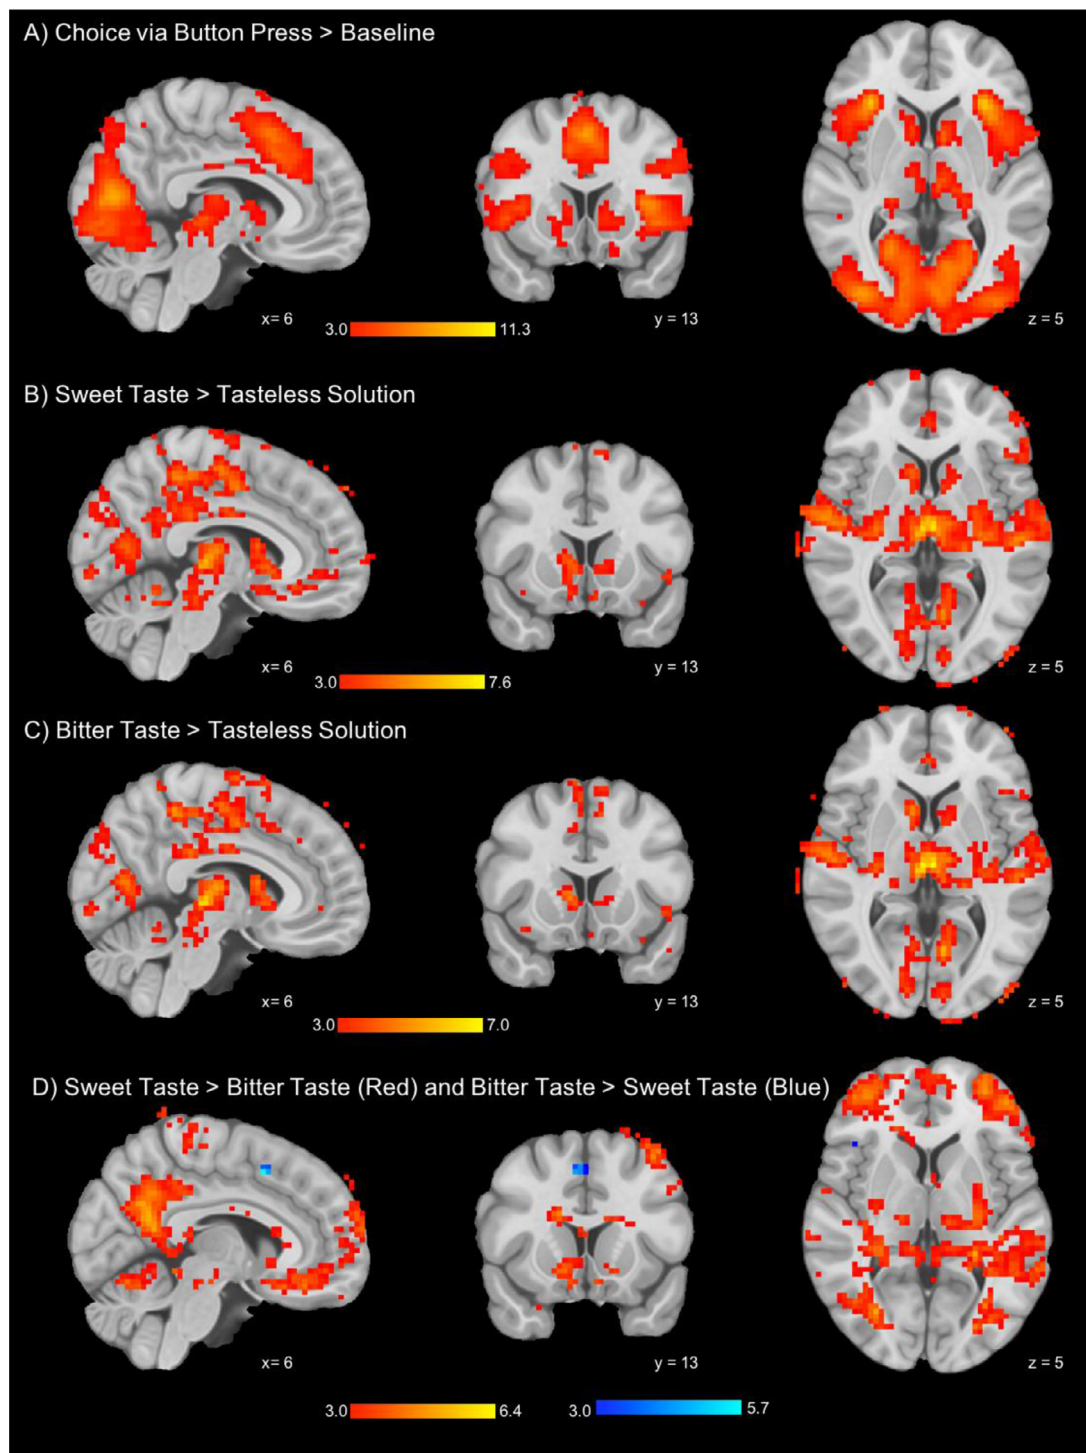 A) Choice via Button Press > Baseline
x= 6
3.0 11.3
y = 13
z = 5
B) Sweet Taste > Tasteless Solution
x= 6
3.0 7.6
y = 13
z = 5
C) Bitter Taste > Tasteless Solution
x= 6
3.0 7.0
y = 13
z = 5
D) Sweet Taste > Bitter Taste (Red) and Bitter Taste > Sweet Taste (Blue)
x= 6
y = 13
z = 5
3.0 6.4 3.0 5.7